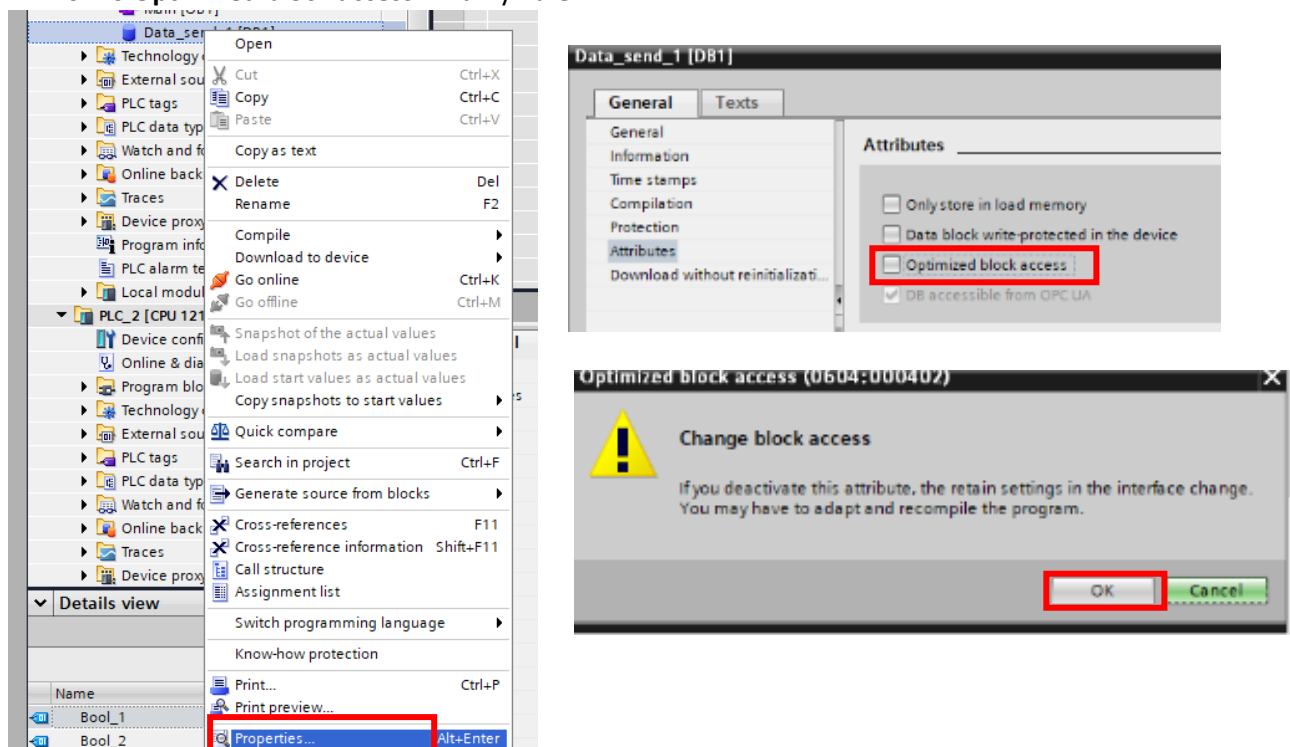 Data_ser
Technology
External sou
PLC tags
PLC data typ
Watch and fo
Online back
Traces
Device proxy
Program info
PLC alarm te
Local modul
PLC_2 [CPU 121
Device confi
Online & dia
Program blo
Technology
External sou
PLC tags
PLC data typ
Watch and fo
Online back
Traces
Device proxy
Details view
Name
Bool_1
Bool_2
Open
Cut Ctrl+X
Copy Ctrl+C
Paste Ctrl+V
Copy as text
Delete Del
Rename F2
Compile
Download to device
Go online Ctrl+K
Go offline Ctrl+M
Snapshot of the actual values
Load snapshots as actual values
Load start values as actual values
Copy snapshots to start values
Quick compare
Search in project Ctrl+F
Generate source from blocks
Cross-references F11
Cross-reference information Shift+F11
Call structure
Assignment list
Switch programming language
Know-how protection
Print... Ctrl+P
Print preview...
Properties... Alt+Enter
Data_send_1 [DB1]
General Texts
General
Information
Time stamps
Compilation
Protection
Attributes
Download without reinitializati...
Attributes
Only store in load memory
Data block write-protected in the device
Optimized block access
DB accessible from OPC UA
Optimized block access (0604:000402) X
Change block access
If you deactivate this attribute, the retain settings in the interface change.
You may have to adapt and recompile the program.
OK Cancel